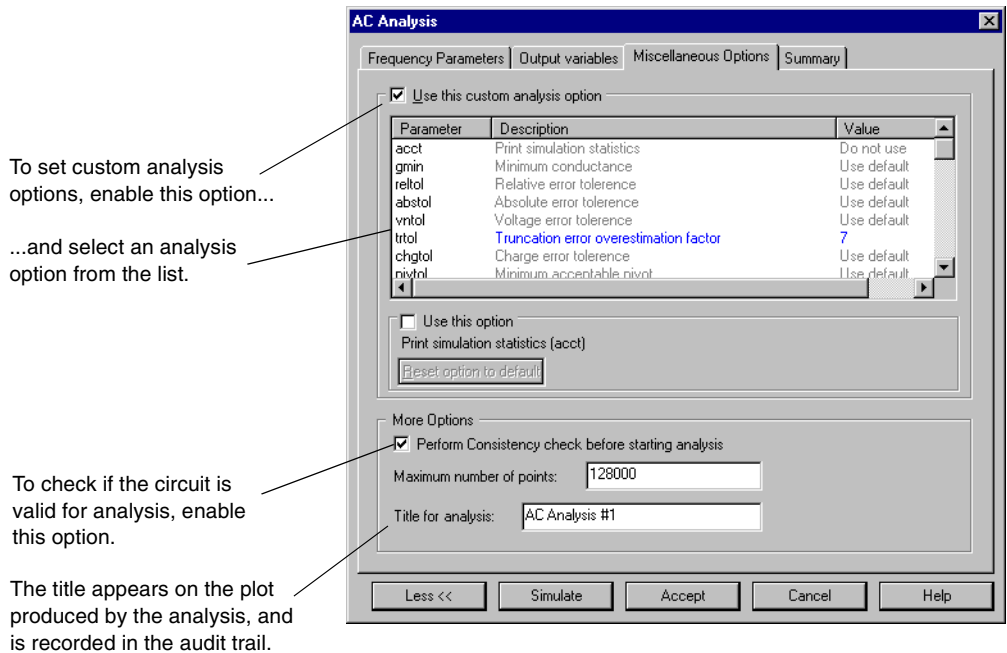 AC Analysis
Frequency Parameters Output variables Miscellaneous Options Summary
Use this custom analysis option
Parameter Description Value
acct Print simulation statistics Do not use
gmin Minimum conductance Use default
reltol Relative error tolerence Use default
abstol Absolute error tolerence Use default
vntol Voltage error tolerence Use default
trtol Truncation error overestimation factor 7
chgtol Charge error tolerence Use default
pivtol Minimum acceptable pivot Use default
Use this option
Print simulation statistics (acct)
Reset option to default
More Options
Perform Consistency check before starting analysis
Maximum number of points: 128000
Title for analysis: AC Analysis #1
Less << Simulate Accept Cancel Help
To set custom analysis
options, enable this option...
...and select an analysis
option from the list.
To check if the circuit is
valid for analysis, enable
this option.
The title appears on the plot
produced by the analysis, and
is recorded in the audit trail.